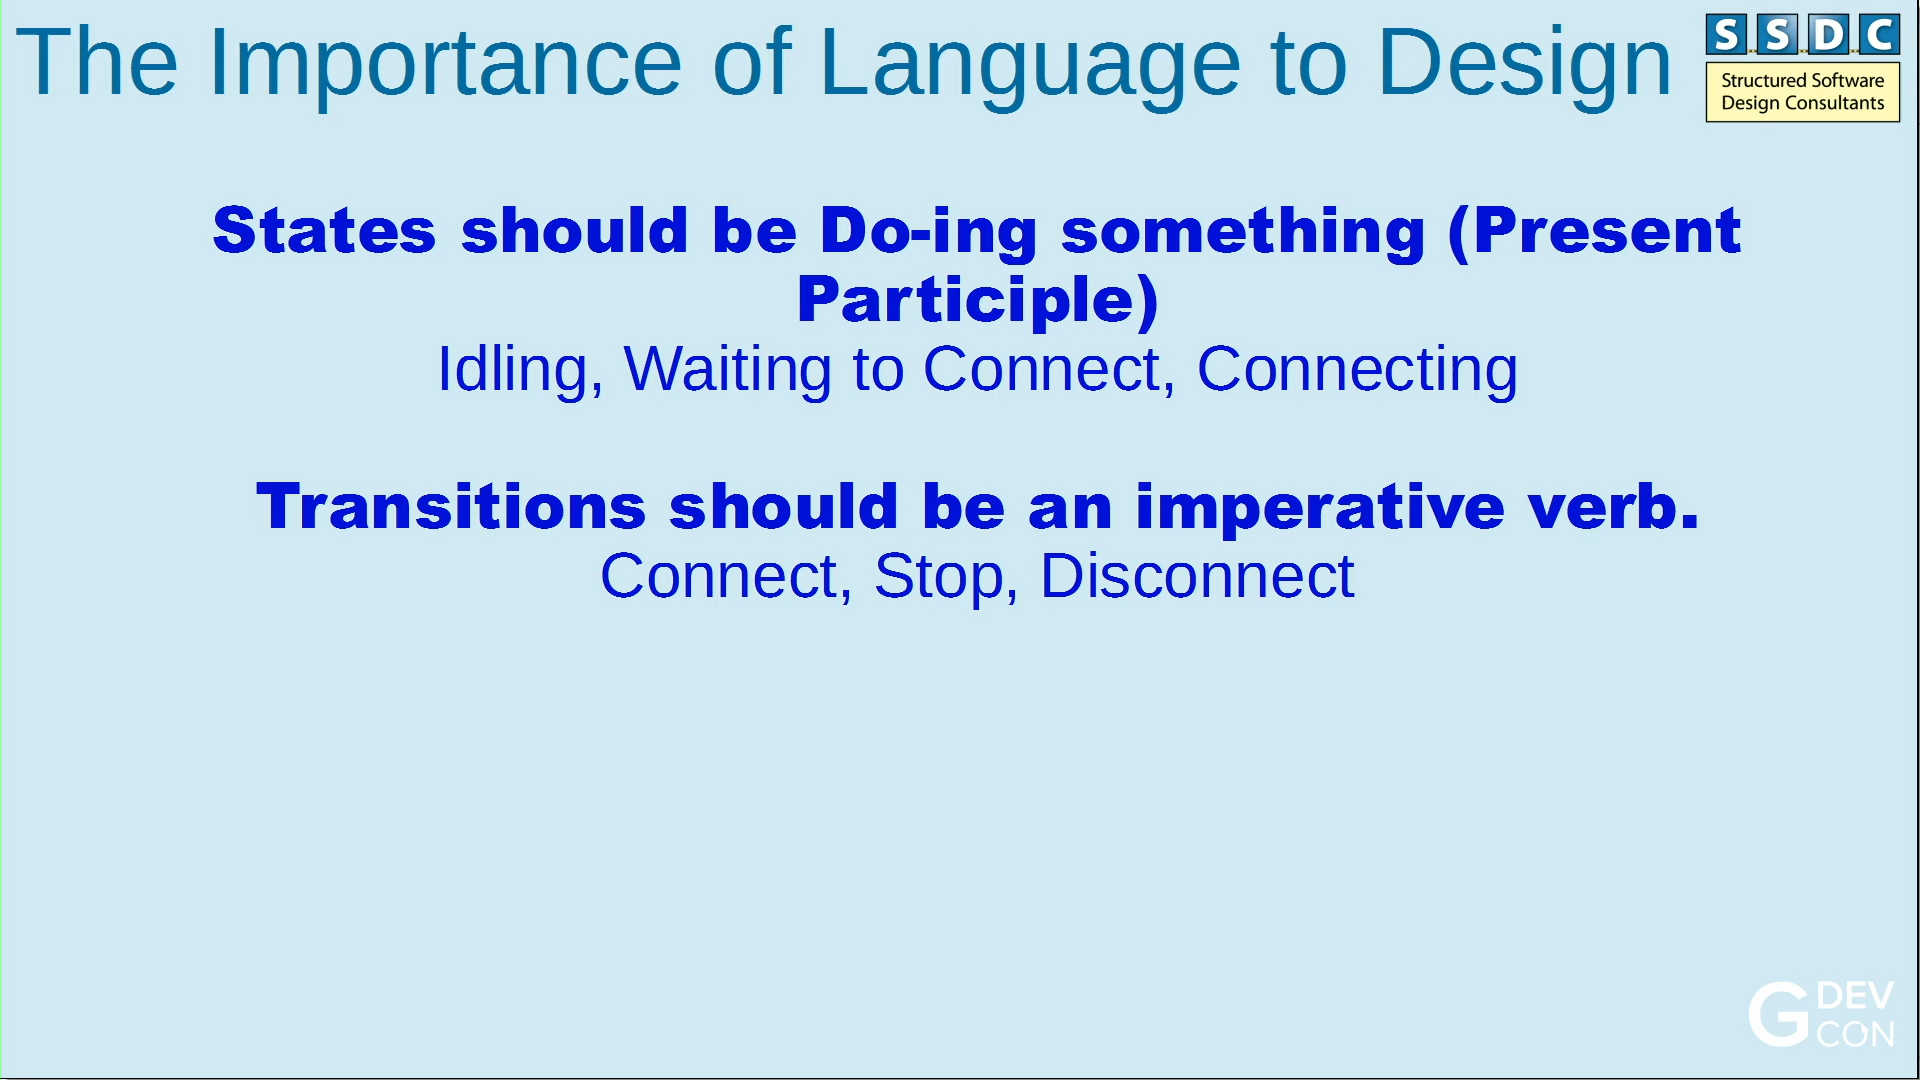 The Importance of Language to Design
S S D C
Structured Software
Design Consultants
States should be Do-ing something (Present
Participle)
Idling, Waiting to Connect, Connecting
Transitions should be an imperative verb.
Connect, Stop, Disconnect
G DEV
CON